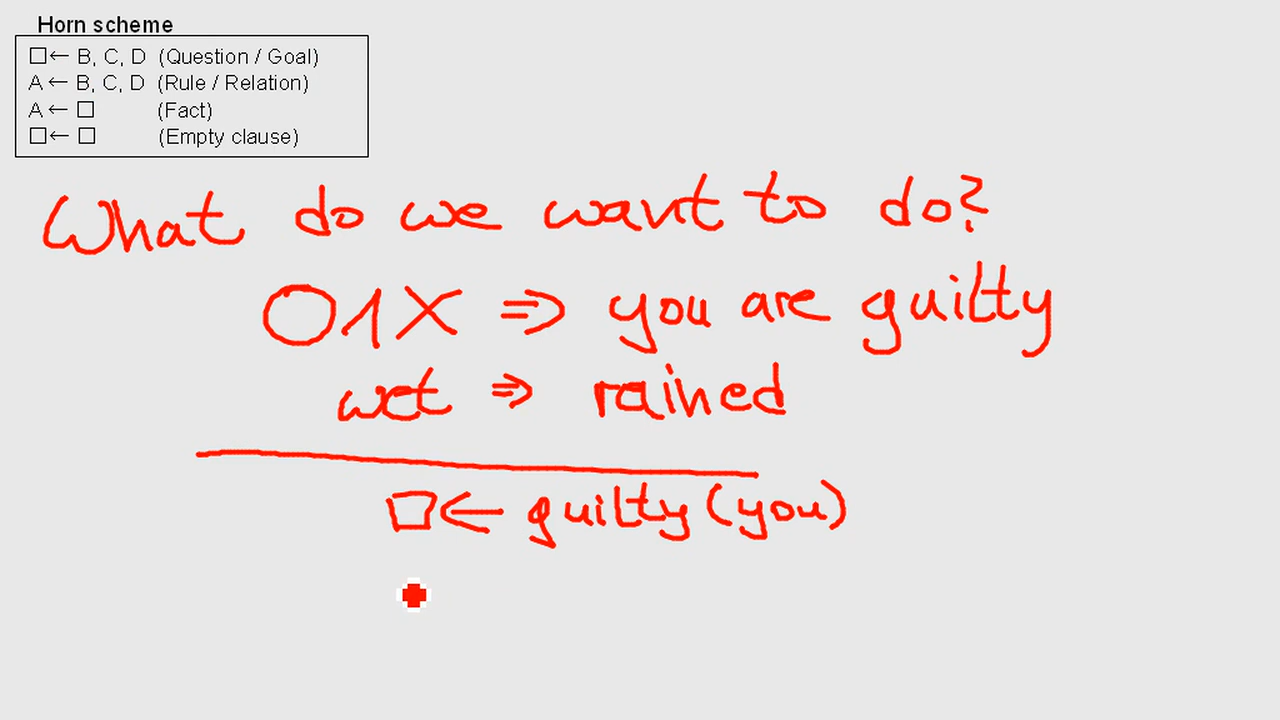 Horn scheme
□← B, C, D (Question / Goal)
A ← B, C, D (Rule / Relation)
A ← □ (Fact)
□← □ (Empty clause)
What do we want to do?
O1X ⇒ you are guilty
wet ⇒ rained
□← guilty (you)